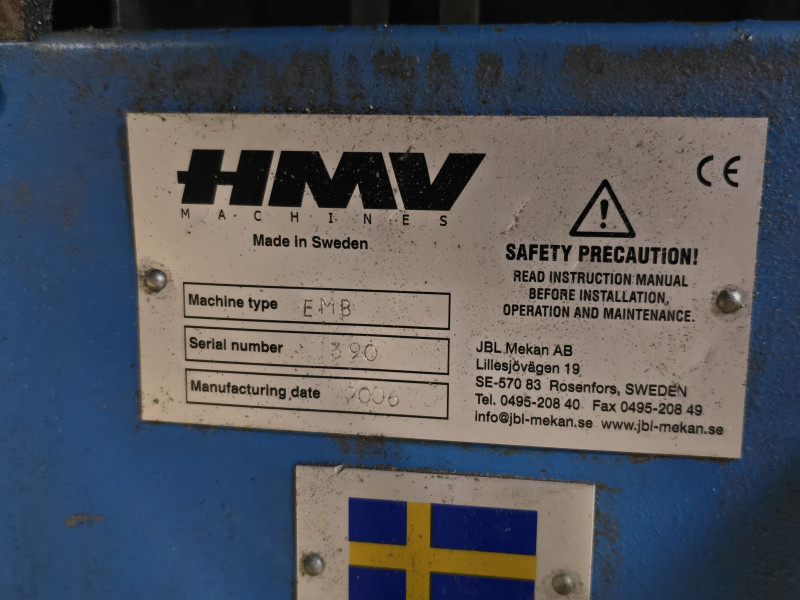 HMV
MACHINES
Made in Sweden
CE
SAFETY PRECAUTION!
READ INSTRUCTION MANUAL
BEFORE INSTALLATION,
OPERATION AND MAINTENANCE.
Machine type EMB
Serial number 390
Manufacturing date 2006
JBL Mekan AB
Lillesjövägen 19
SE-570 83 Rosenfors, SWEDEN
Tel. 0495-208 40 Fax 0495-208 49
info@jbl-mekan.se www.jbl-mekan.se